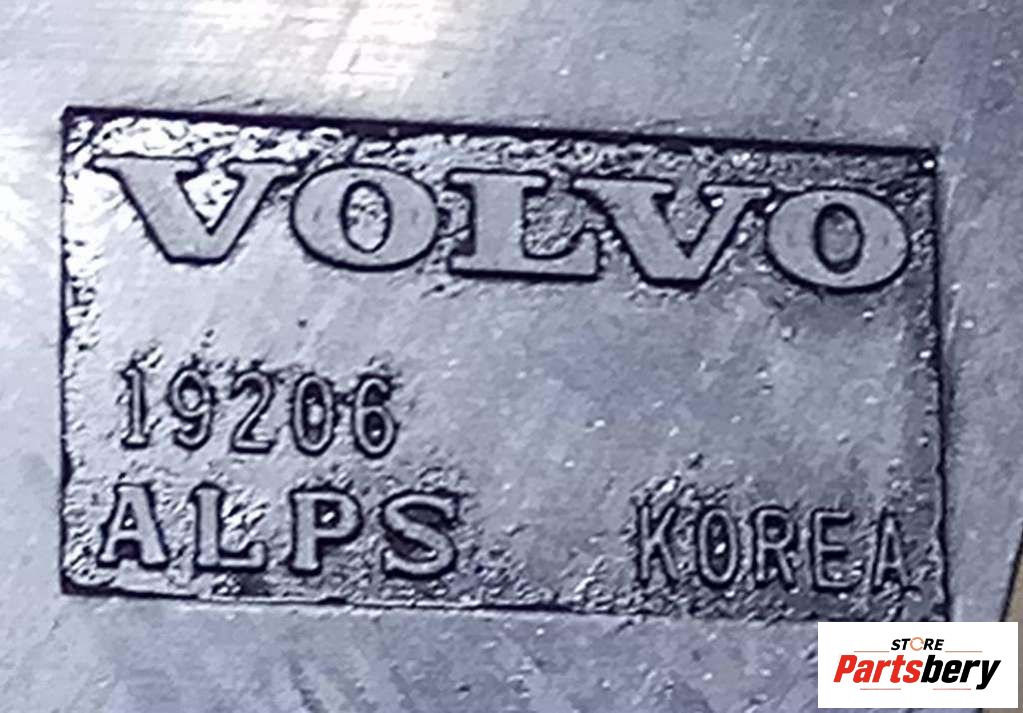 VOLVO
19206
ALPS KOREA
STORE
Partsbery